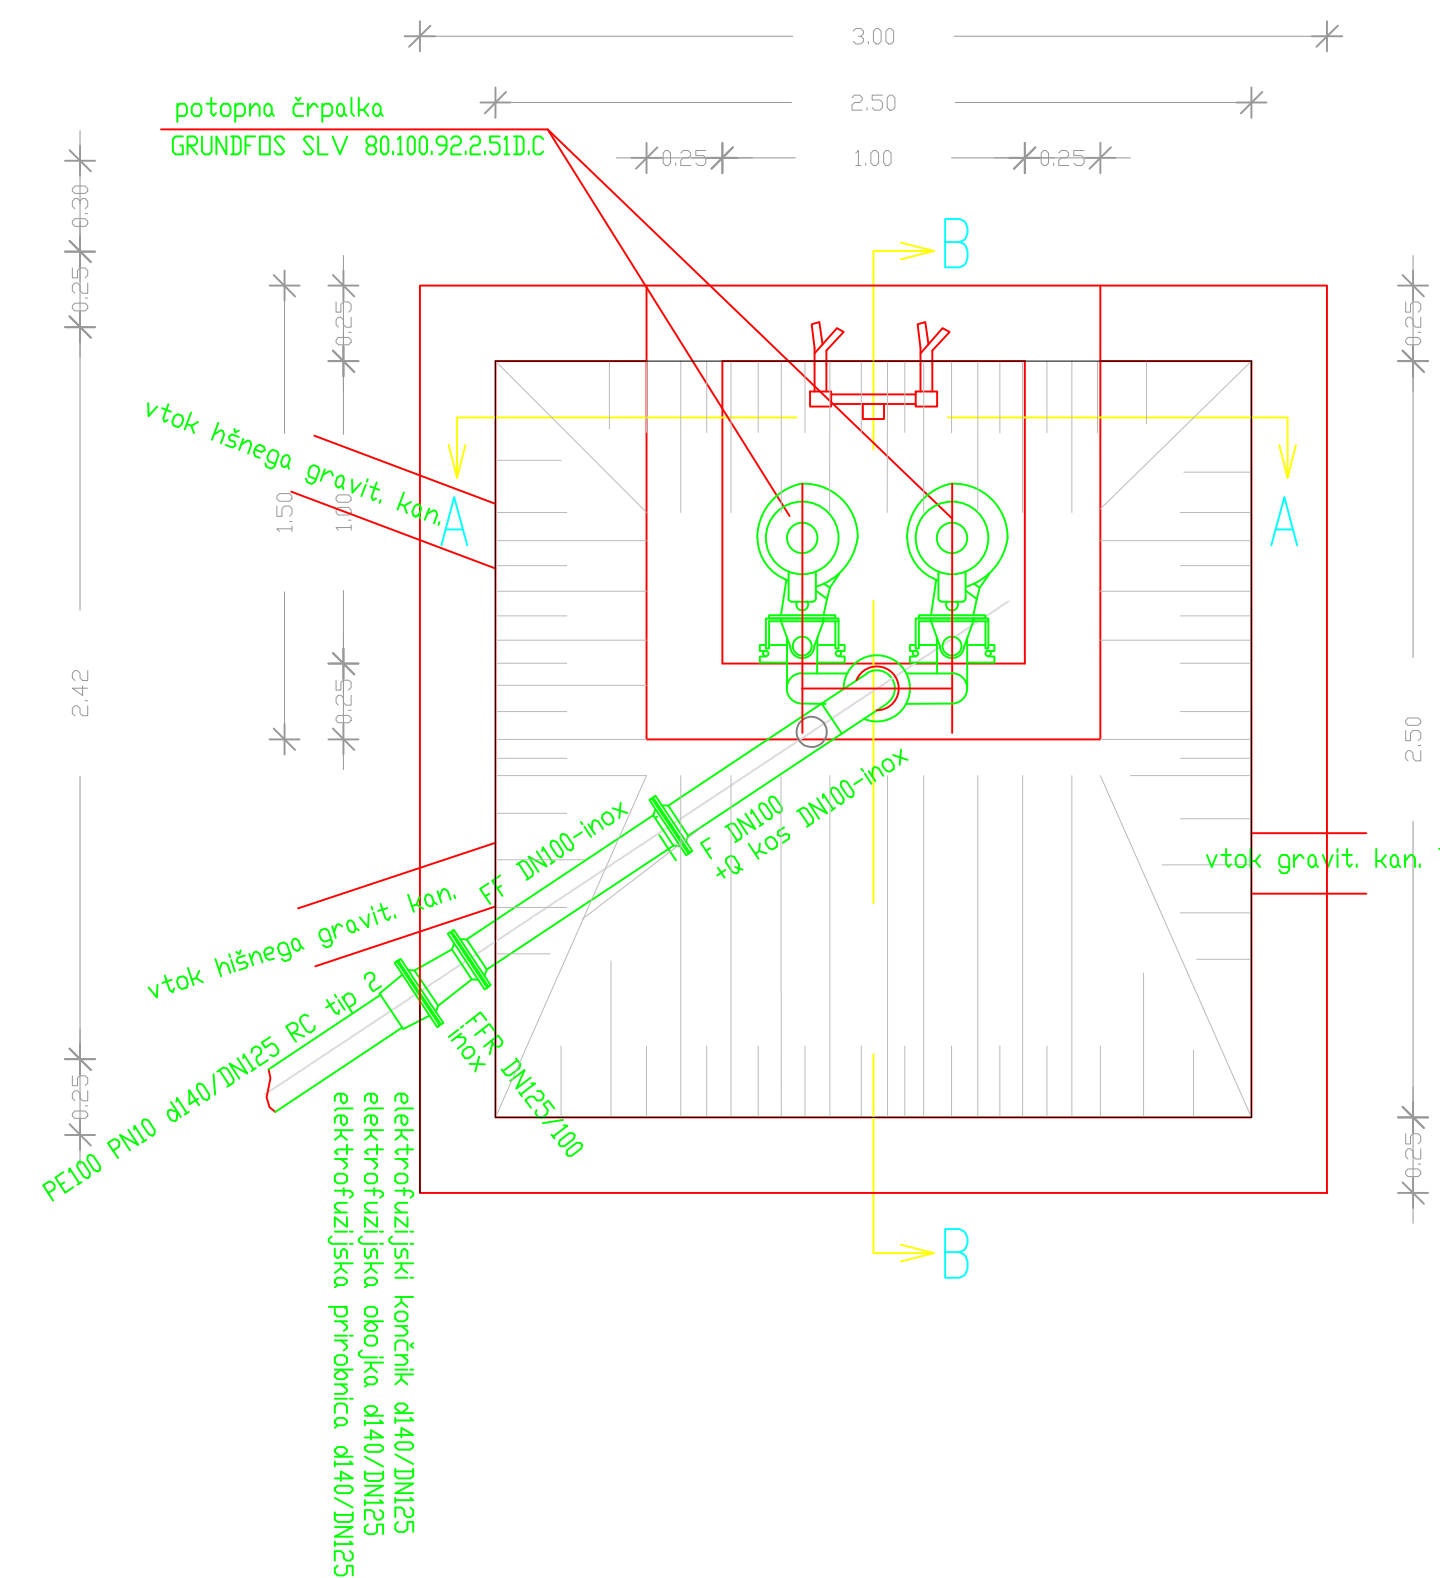 3.00
2.50
potopna črpalka
GRUNDFOS SLV 80.100.92.2.51D.C
0.25
1.00
0.25
0.30
0.25
B
0.25
0.25
vtok hšnega gravit. kan.
1.50
1.00
A
A
2.42
0.25
2.50
FF DN100-inox
F DN100
+Q kos DN100-inox
vtok gravit. kan.
vtok hišnega gravit. kan.
PE100 PN10 d140/DN125 RC tip 2
FFR DN125/100
inox
0.25
0.25
B
elektrofuzijski končnik d140/DN125
elektrofuzijska obojka d140/DN125
elektrofuzijska prirobnica d140/DN125